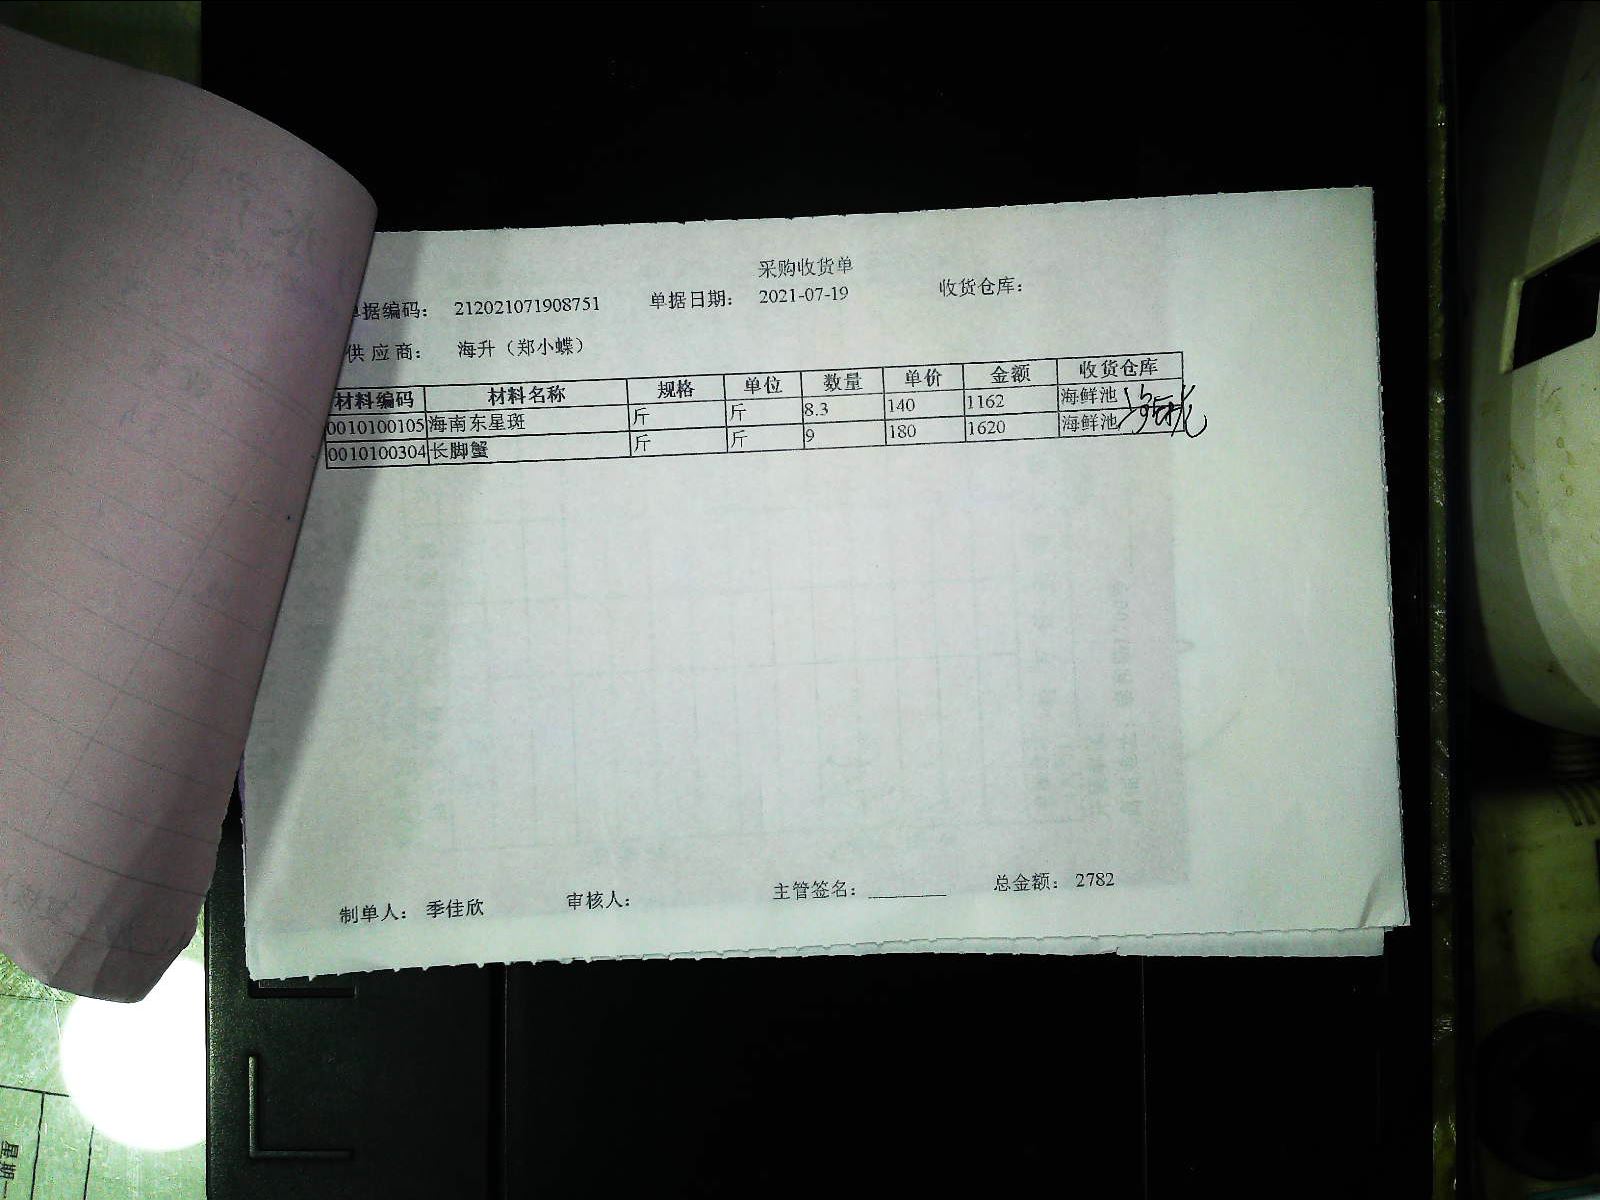 采购收货单
单据编码： 212021071908751 单据日期： 2021-07-19 收货仓库：
供 应 商： 海升（郑小蝶）
材料编码 材料名称 规格 单位 数量 单价 金额 收货仓库
0010100105 海南东星斑 斤 斤 8.3 140 1162 海鲜池
0010100304 长脚蟹 斤 斤 9 180 1620 海鲜池
制单人： 季佳欣 审核人： 主管签名： 总金额： 2782
星期一